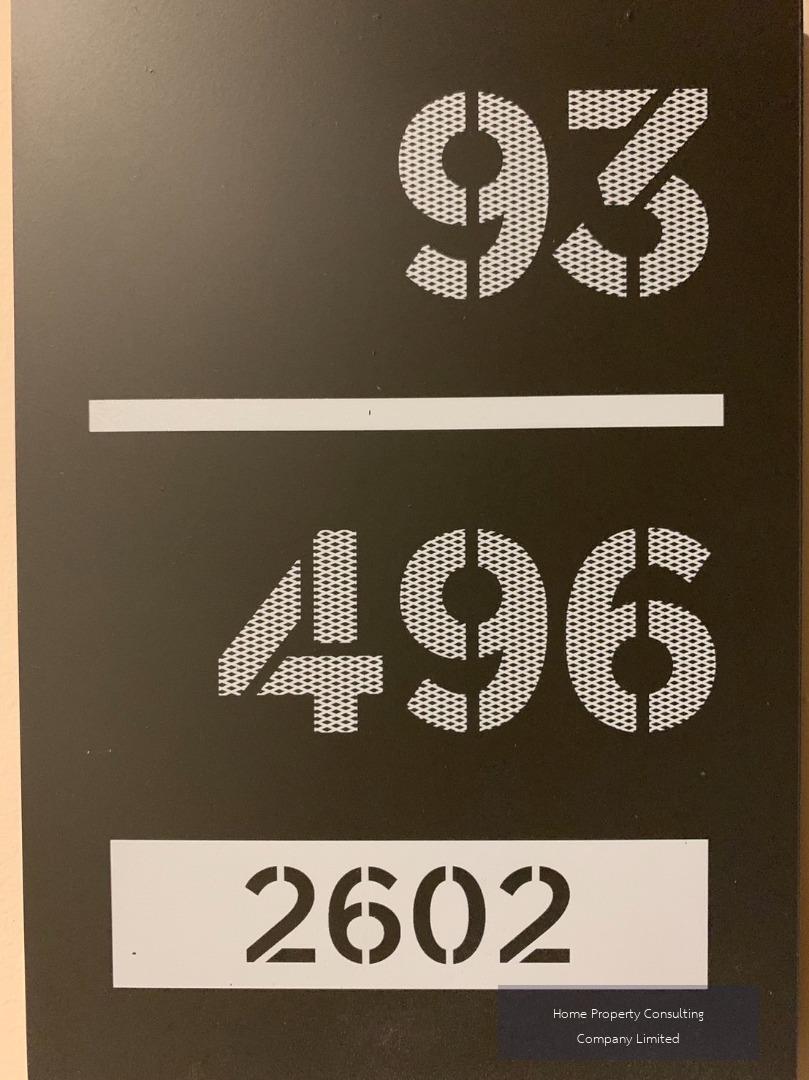 93
496
2602
Home Property Consulting
Company Limited